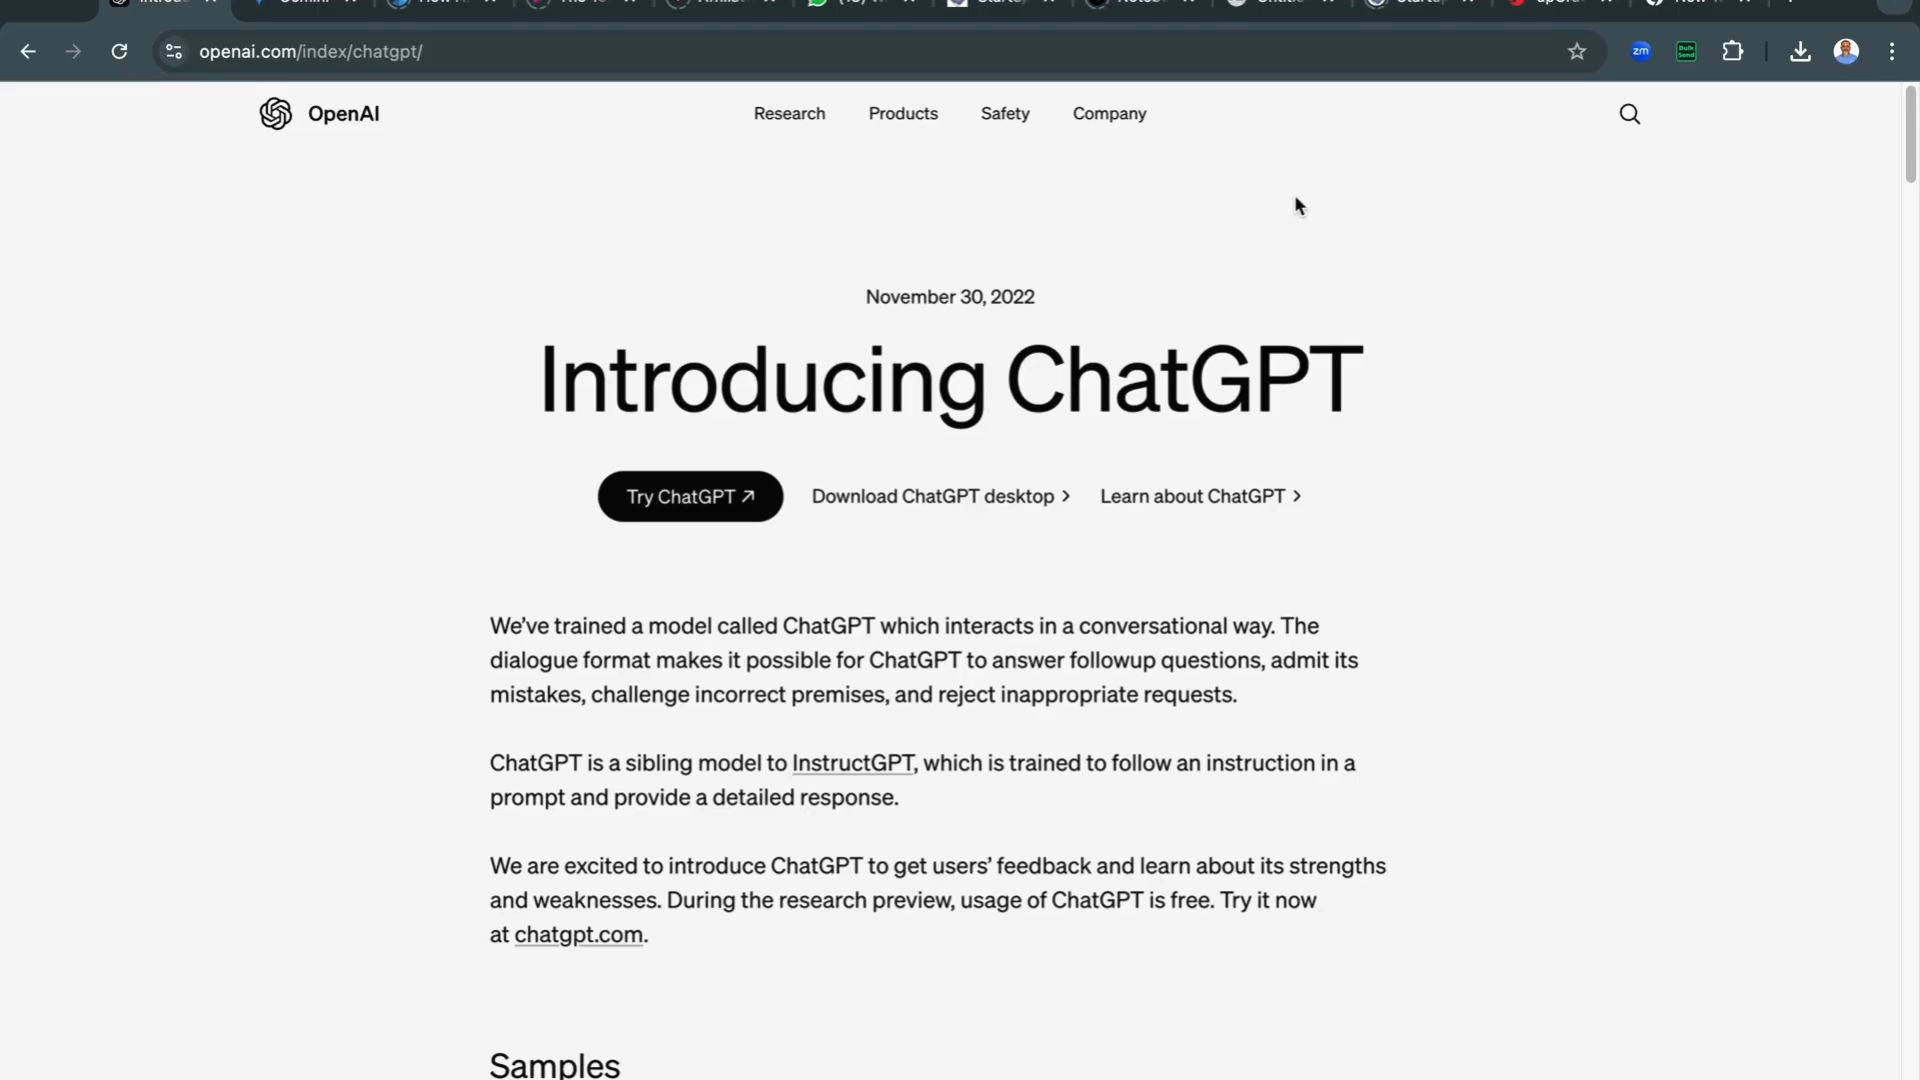 openai.com/index/chatgpt/
zm
Bulk Send
OpenAI
Research Products Safety Company
November 30, 2022
Introducing ChatGPT
Try ChatGPT ↗ Download ChatGPT desktop > Learn about ChatGPT >
We’ve trained a model called ChatGPT which interacts in a conversational way. The
dialogue format makes it possible for ChatGPT to answer followup questions, admit its
mistakes, challenge incorrect premises, and reject inappropriate requests.
ChatGPT is a sibling model to InstructGPT, which is trained to follow an instruction in a
prompt and provide a detailed response.
We are excited to introduce ChatGPT to get users’ feedback and learn about its strengths
and weaknesses. During the research preview, usage of ChatGPT is free. Try it now
at chatgpt.com.
Samples